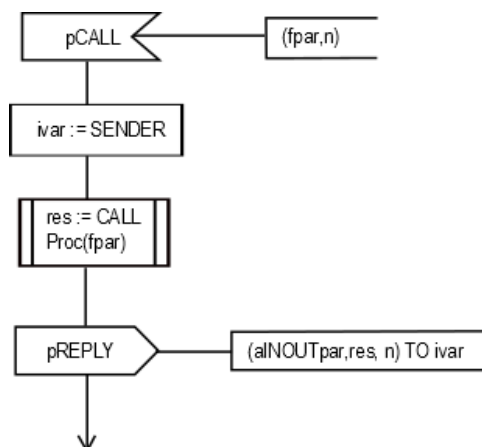 pCALL
(fpar,n)
ivar := SENDER
res := CALL
Proc(fpar)
pREPLY
(aINOUTpar,res, n) TO ivar